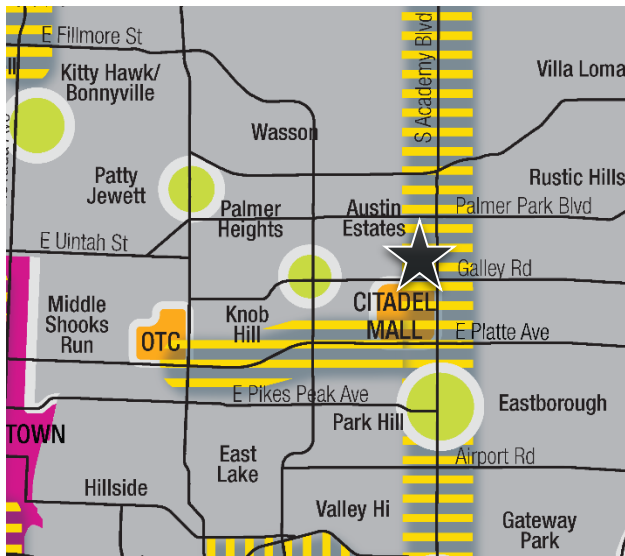 E Fillmore St
S Academy Blvd
Kitty Hawk/
Bonnyville
Villa Loma
Wasson
Patty
Jewett
Rustic Hills
Palmer
Heights
Austin
Estates
Palmer Park Blvd
E Uintah St
Galley Rd
Middle
Shooks
Run
Knob
Hill
CITADEL
MALL
OTC
E Platte Ave
E Pikes Peak Ave
Eastborough
Park Hill
TOWN
East
Lake
Airport Rd
Hillside
Valley Hi
Gateway
Park